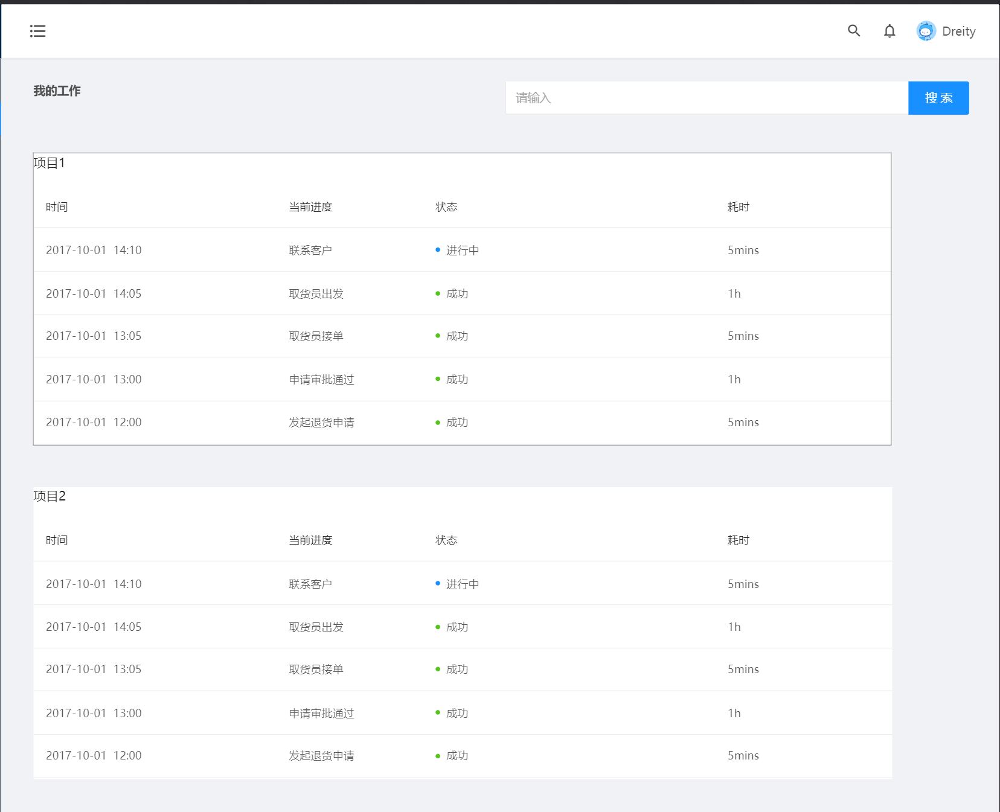 Dreity
我的工作
请输入 搜 索
项目1
时间 当前进度 状态 耗时
2017-10-01 14:10 联系客户 进行中 5mins
2017-10-01 14:05 取货员出发 成功 1h
2017-10-01 13:05 取货员接单 成功 5mins
2017-10-01 13:00 申请审批通过 成功 1h
2017-10-01 12:00 发起退货申请 成功 5mins
项目2
时间 当前进度 状态 耗时
2017-10-01 14:10 联系客户 进行中 5mins
2017-10-01 14:05 取货员出发 成功 1h
2017-10-01 13:05 取货员接单 成功 5mins
2017-10-01 13:00 申请审批通过 成功 1h
2017-10-01 12:00 发起退货申请 成功 5mins